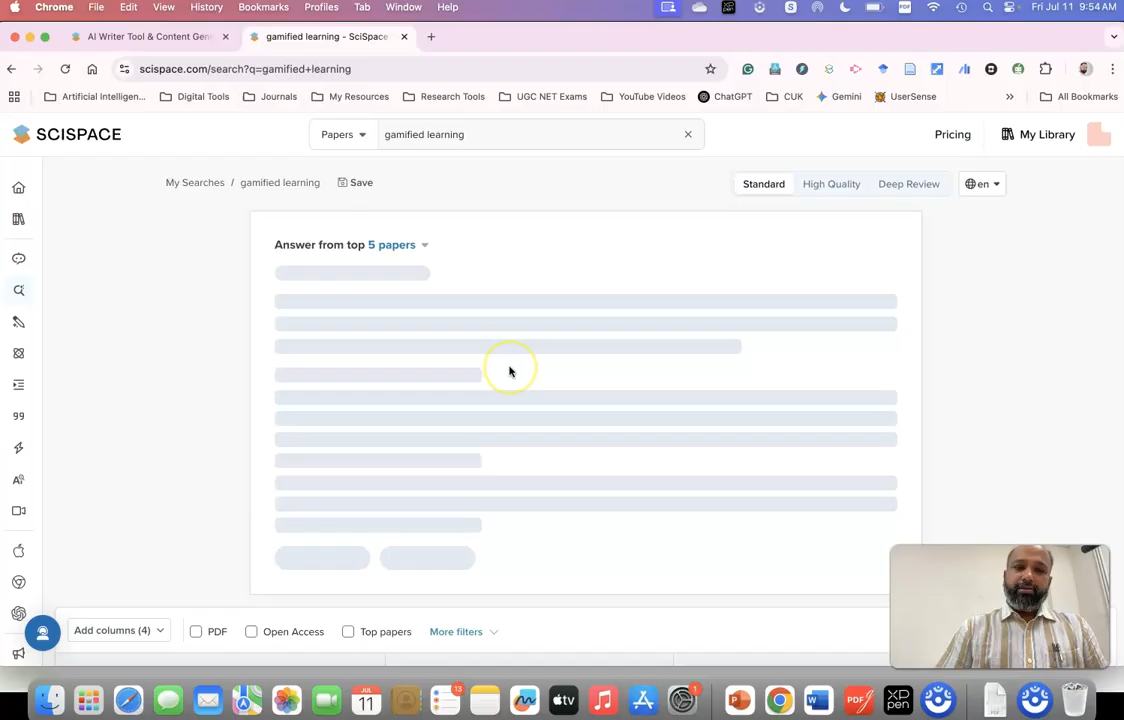 Chrome File Edit View History Bookmarks Profiles Tab Window Help Fri Jul 11 9:54 AM
AI Writer Tool & Content Gen
gamified learning - SciSpace
scispace.com/search?q=gamified+learning
Artificial Intelligen... Digital Tools Journals My Resources Research Tools UGC NET Exams YouTube Videos ChatGPT CUK Gemini UserSense » All Bookmarks
SCISPACE Papers gamified learning Pricing My Library
My Searches / gamified learning Save Standard High Quality Deep Review en
Answer from top 5 papers
Add columns (4) PDF Open Access Top papers More filters